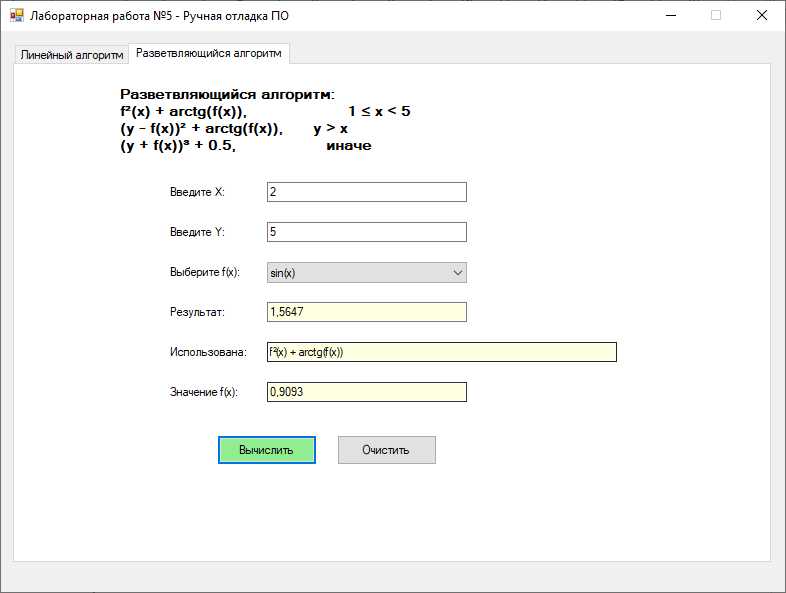 Лабораторная работа №5 - Ручная отладка ПО
Линейный алгоритм Разветвляющийся алгоритм
Разветвляющийся алгоритм:
f²(x) + arctg(f(x)), 1 ≤ x < 5
(y - f(x))² + arctg(f(x)), y > x
(y + f(x))³ + 0.5, иначе
Введите X: 2
Введите Y: 5
Выберите f(x): sin(x)
Результат: 1,5647
Использована: f²(x) + arctg(f(x))
Значение f(x): 0,9093
Вычислить Очистить